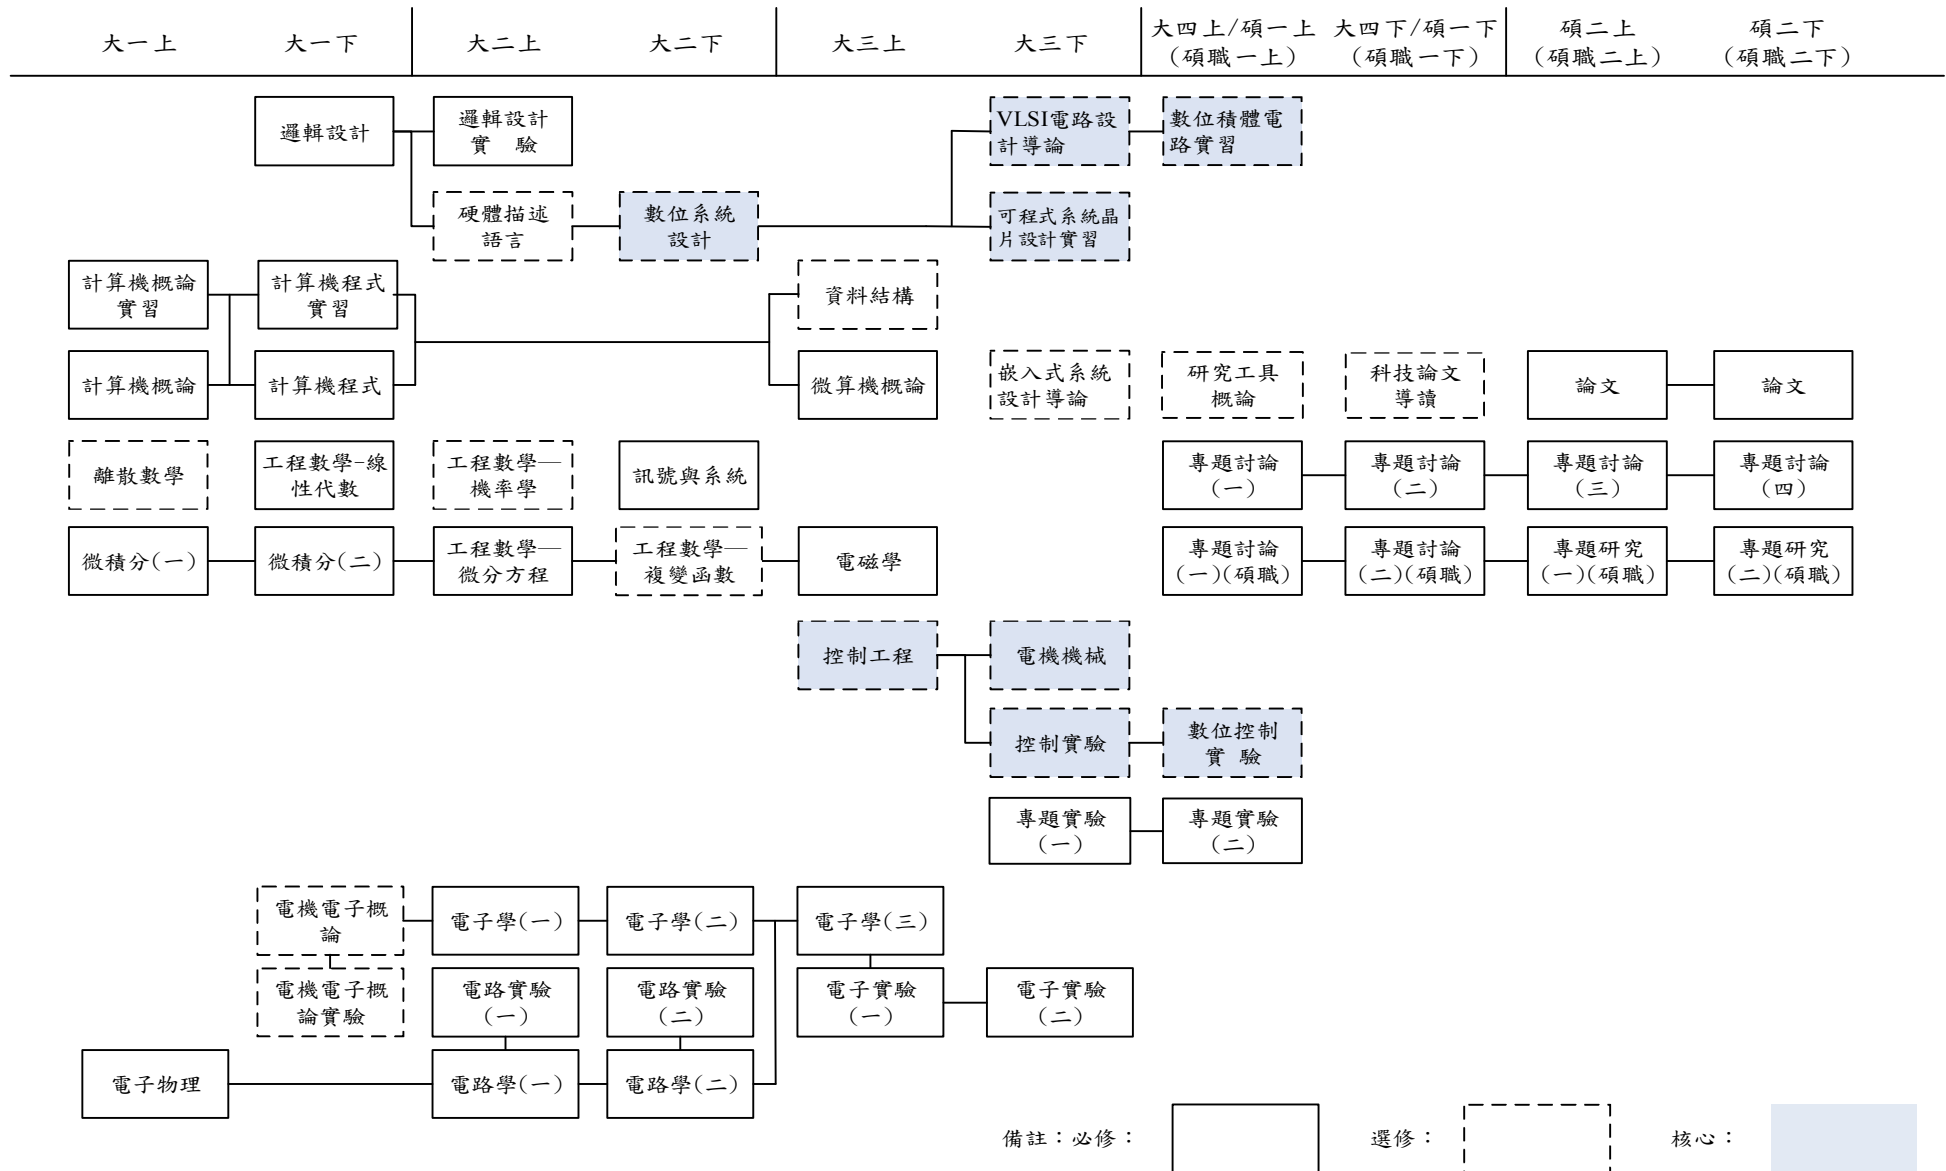 大一上
大一下
大二上
大二下
大三上
大三下
大四上/碩一上
(碩職一上)
大四下/碩一下
(碩職一下)
碩二上
(碩職二上)
碩二下
(碩職二下)
邏輯設計
邏輯設計
實 驗
VLSI電路設
計導論
數位積體電
路實習
硬體描述
語言
數位系統
設計
可程式系統晶
片設計實習
計算機概論
實習
計算機程式
實習
資料結構
計算機概論
計算機程式
微算機概論
嵌入式系統
設計導論
研究工具
概論
科技論文
導讀
論文
論文
離散數學
工程數學-線
性代數
工程數學—
機率學
訊號與系統
專題討論
(一)
專題討論
(二)
專題討論
(三)
專題討論
(四)
微積分(一)
微積分(二)
工程數學—
微分方程
工程數學—
複變函數
電磁學
專題討論
(一)(碩職)
專題討論
(二)(碩職)
專題研究
(一)(碩職)
專題研究
(二)(碩職)
控制工程
電機機械
控制實驗
數位控制
實 驗
專題實驗
(一)
專題實驗
(二)
電機電子概
論
電子學(一)
電子學(二)
電子學(三)
電機電子概
論實驗
電路實驗
(一)
電路實驗
(二)
電子實驗
(一)
電子實驗
(二)
電子物理
電路學(一)
電路學(二)
備註：必修：
選修：
核心：